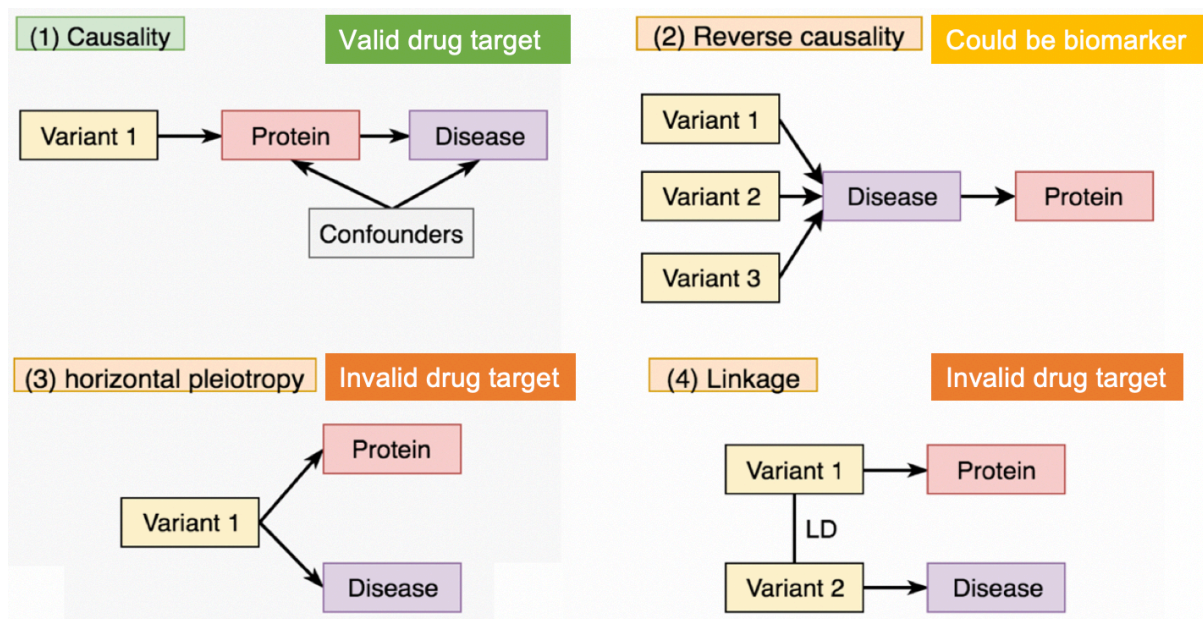 (1) Causality
Valid drug target
Variant 1
Protein
Disease
Confounders
(2) Reverse causality
Could be biomarker
Variant 1
Variant 2
Variant 3
Disease
Protein
(3) horizontal pleiotropy
Invalid drug target
Variant 1
Protein
Disease
(4) Linkage
Invalid drug target
Variant 1
Protein
LD
Variant 2
Disease